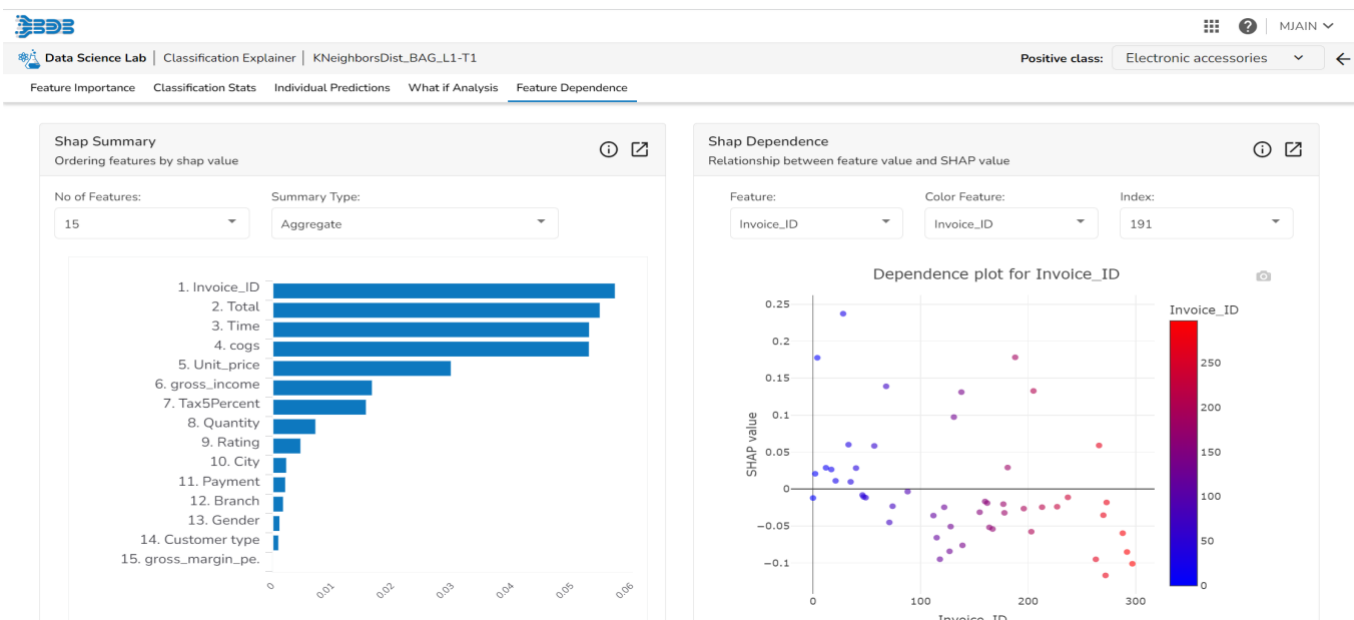 BDB
MJAIN
Data Science Lab | Classification Explainer | KNeighborsDist_BAG_L1-T1
Positive class: Electronic accessories
Feature Importance Classification Stats Individual Predictions What if Analysis Feature Dependence
Shap Summary
Ordering features by shap value
No of Features: Summary Type:
15 Aggregate
1. Invoice_ID
2. Total
3. Time
4. cogs
5. Unit_price
6. gross_income
7. Tax5Percent
8. Quantity
9. Rating
10. City
11. Payment
12. Branch
13. Gender
14. Customer type
15. gross_margin_pe.
0 0.01 0.02 0.03 0.04 0.05 0.06
Shap Dependence
Relationship between feature value and SHAP value
Feature: Color Feature: Index:
Invoice_ID Invoice_ID 191
Dependence plot for Invoice_ID
SHAP value
0.25
0.2
0.15
0.1
0.05
0
−0.05
−0.1
0 100 200 300
Invoice_ID
Invoice_ID
250
200
150
100
50
0